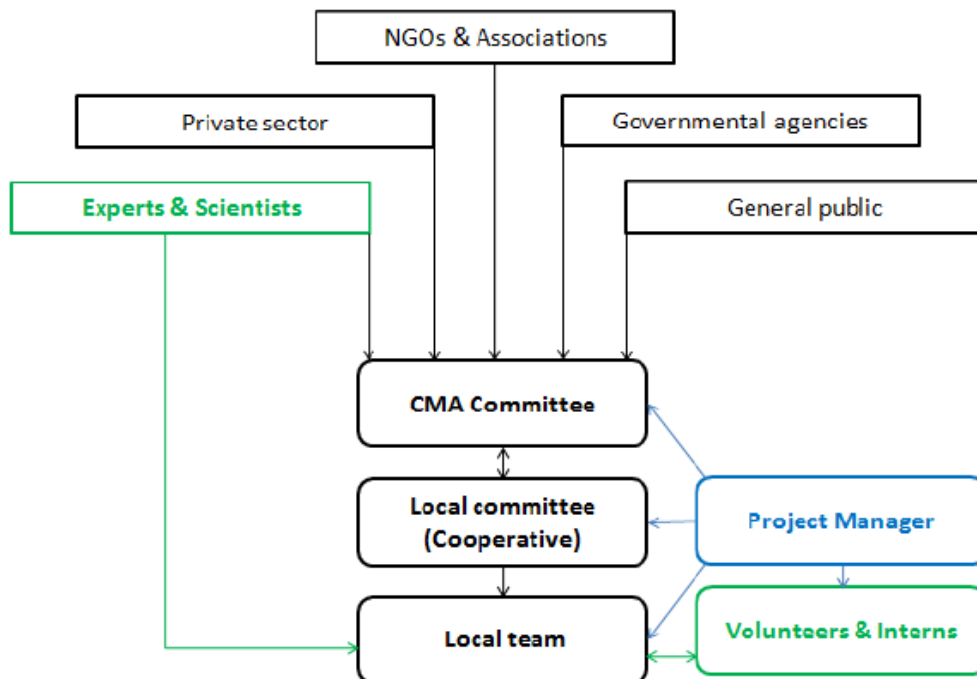 NGOs & Associations
Private sector
Governmental agencies
Experts & Scientists
General public
CMA Committee
Local committee
(Cooperative)
Project Manager
Local team
Volunteers & Interns